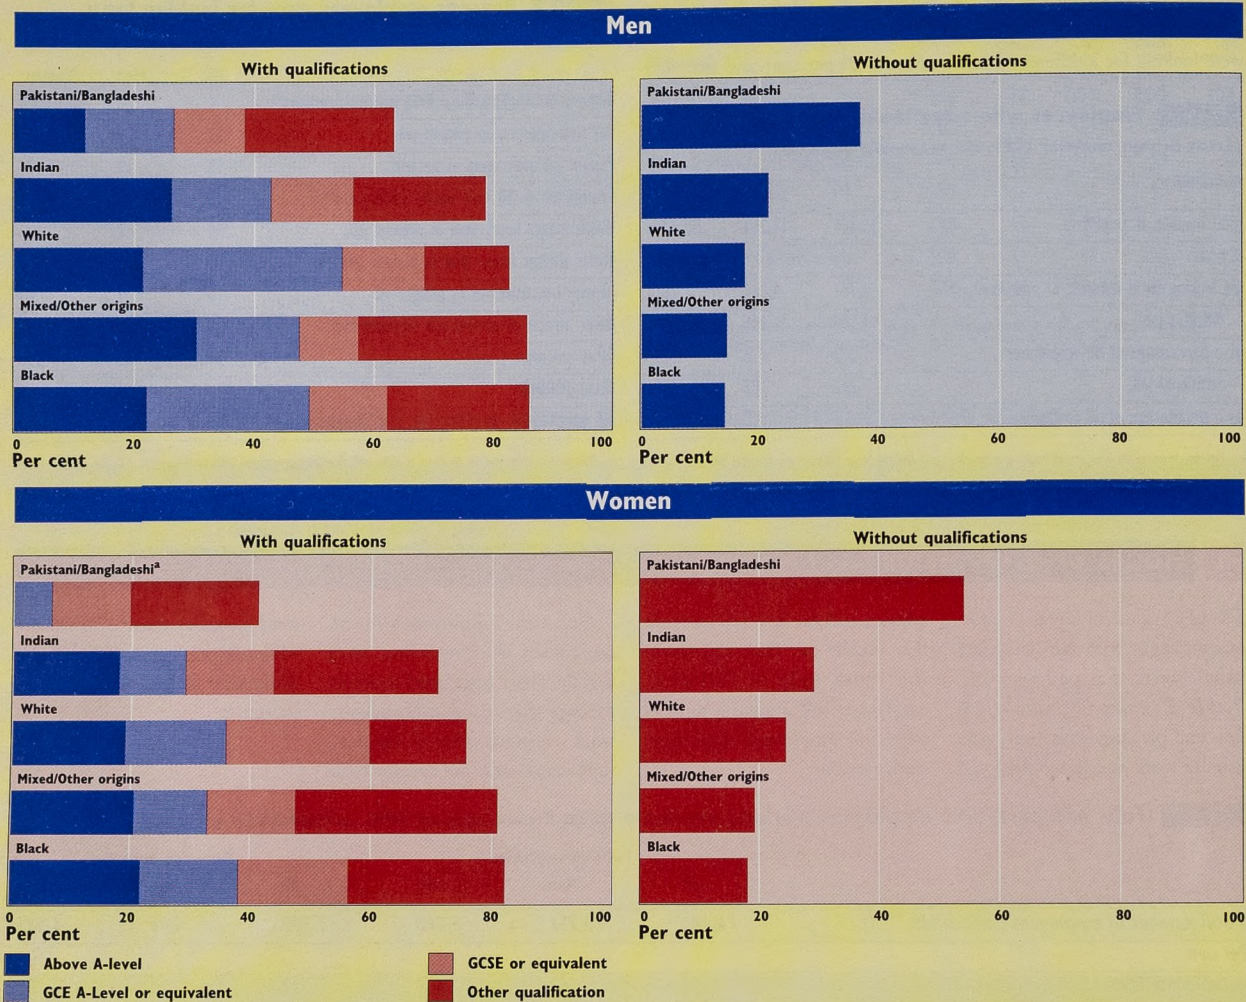 Men
With qualifications
Pakistani/Bangladeshi
Indian
White
Mixed/Other origins
Black
0 20 40 60 80 100
Per cent
Without qualifications
Pakistani/Bangladeshi
Indian
White
Mixed/Other origins
Black
0 20 40 60 80 100
Per cent
Women
With qualifications
Pakistani/Bangladeshiª
Indian
White
Mixed/Other origins
Black
0 20 40 60 80 100
Per cent
Without qualifications
Pakistani/Bangladeshi
Indian
White
Mixed/Other origins
Black
0 20 40 60 80 100
Per cent
Above A-level
GCE A-Level or equivalent
GCSE or equivalent
Other qualification